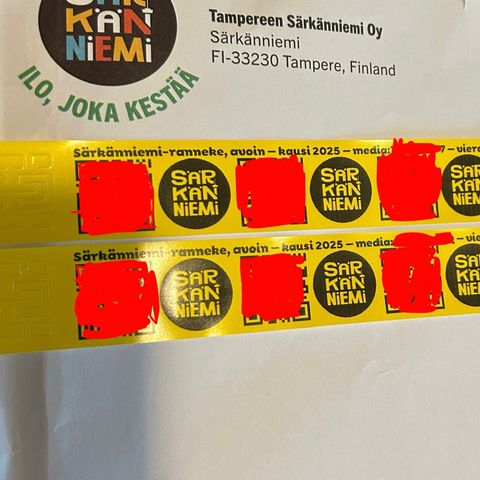 SÄR
KÄN
NIEMI
ILO, JOKA KESTÄÄ
Tampereen Särkänniemi Oy
Särkänniemi
FI-33230 Tampere, Finland
Särkänniemi-ranneke, avoin – kausi 2025 – media:
SÄR
KÄN
NIEMI
SÄR
KÄN
NIEMI
SÄR
KÄN
NIEMI
Särkänniemi-ranneke, avoin – kausi 2025 – media:
SÄR
KÄN
NIEMI
SÄR
KÄN
NIEMI
SÄR
KÄN
NIEMI